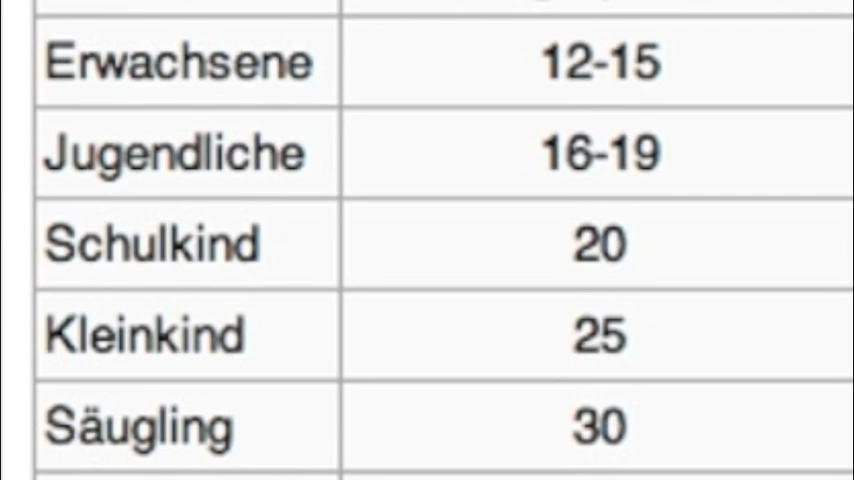 Erwachsene 12-15
Jugendliche 16-19
Schulkind 20
Kleinkind 25
Säugling 30